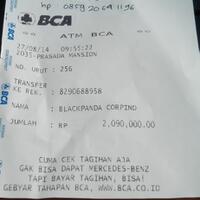 hp 0859 2064 1196
BCA
ATM BCA
27/08/14 09:55:22
2035-PRASADA MANSION
NO. URUT : 256
TRANSFER
KE REK. : 8290688958
NAMA : BLACKPANDA CORPIND
JUMLAH : RP 2,090,000.00
CUMA CEK TAGIHAN AJA
GAK BISA DAPAT MERCEDES-BENZ
TAPI BAYAR TAGIHAN, BISA!
GEBYAR TAHAPAN BCA, WWW.BCA.CO.ID